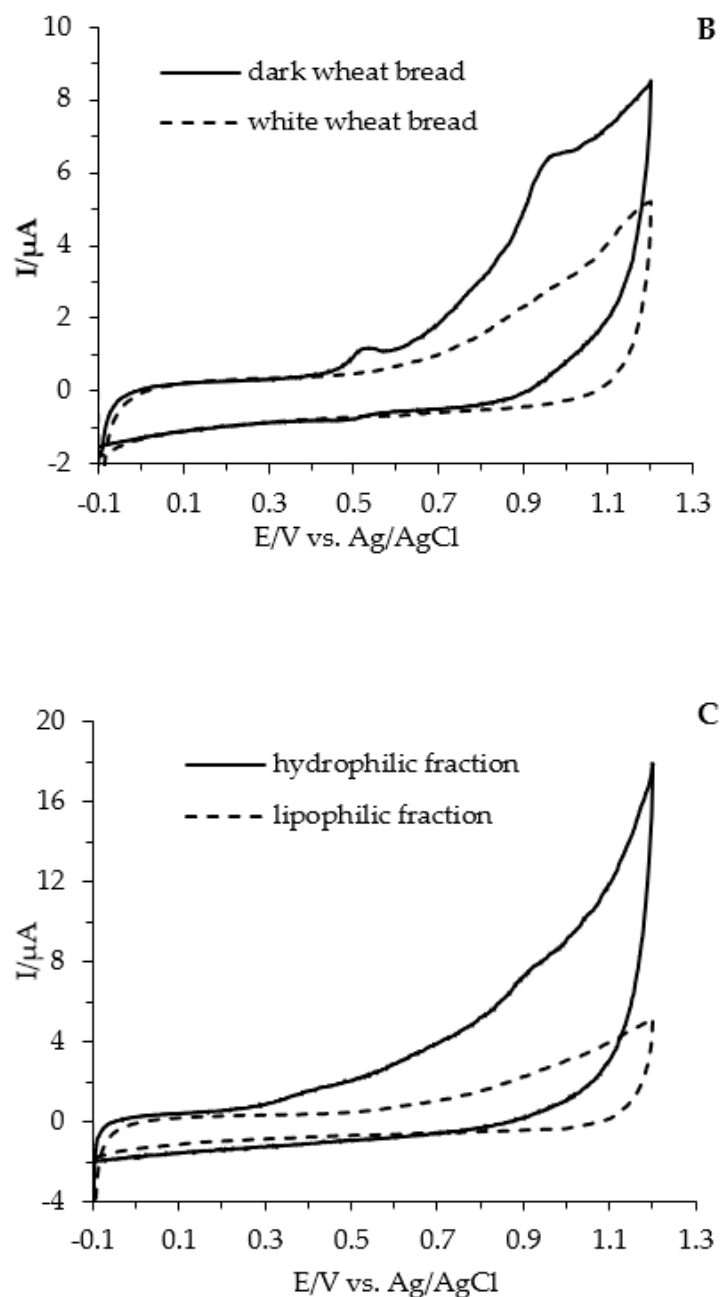 B
10
dark wheat bread
8
white wheat bread
6
4
I/μA
2
0
-2
-0.1 0.1 0.3 0.5 0.7 0.9 1.1 1.3
E/V vs. Ag/AgCl
C
20
hydrophilic fraction
16
lipophilic fraction
12
I/μA
8
4
0
-4
-0.1 0.1 0.3 0.5 0.7 0.9 1.1 1.3
E/V vs. Ag/AgCl